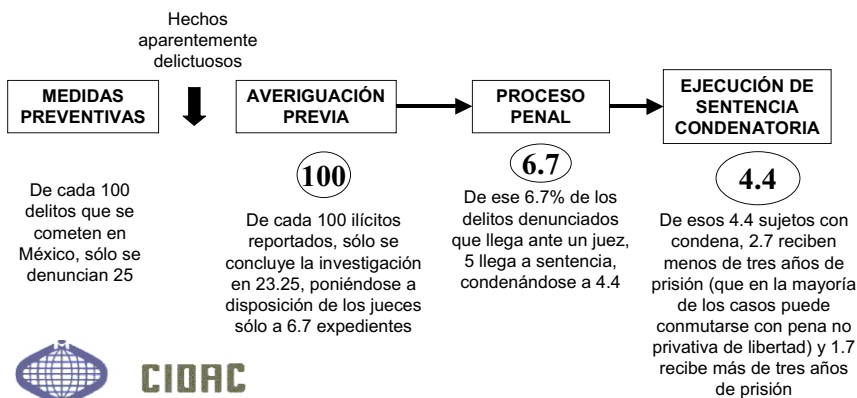 Hechos
aparentemente
delictuosos
MEDIDAS
PREVENTIVAS
AVERIGUACIÓN
PREVIA
PROCESO
PENAL
EJECUCIÓN DE
SENTENCIA
CONDENATORIA
De cada 100
delitos que se
cometen en
México, sólo se
denuncian 25
100
De cada 100 ilícitos
reportados, sólo se
concluye la investigación
en 23.25, poniéndose a
disposición de los jueces
sólo a 6.7 expedientes
6.7
De ese 6.7% de los
delitos denunciados
que llega ante un juez,
5 llega a sentencia,
condenándose a 4.4
4.4
De esos 4.4 sujetos con
condena, 2.7 reciben
menos de tres años de
prisión (que en la mayoría
de los casos puede
conmutarse con pena no
privativa de libertad) y 1.7
recibe más de tres años
de prisión
CIDAC